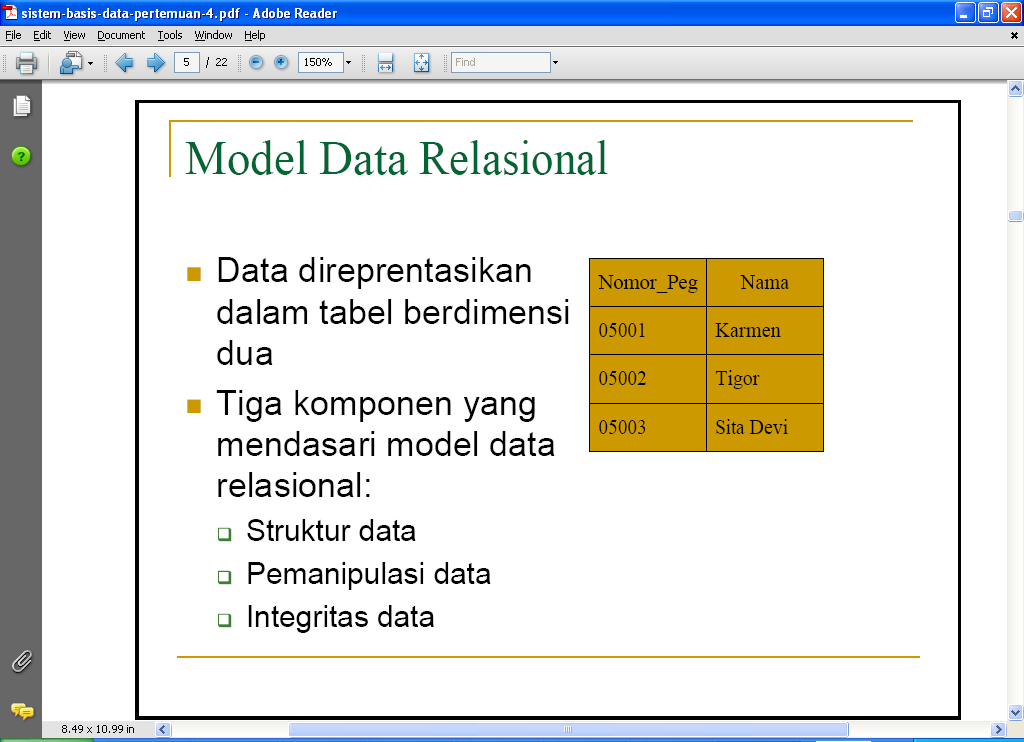 sistem-basis-data-pertemuan-4.pdf - Adobe Reader
File Edit View Document Tools Window Help
5 / 22 150% Find
Model Data Relasional
Data direprentasikan
dalam tabel berdimensi
dua
Tiga komponen yang
mendasari model data
relasional:
Struktur data
Pemanipulasi data
Integritas data
Nomor_Peg Nama
05001 Karmen
05002 Tigor
05003 Sita Devi
8.49 x 10.99 in